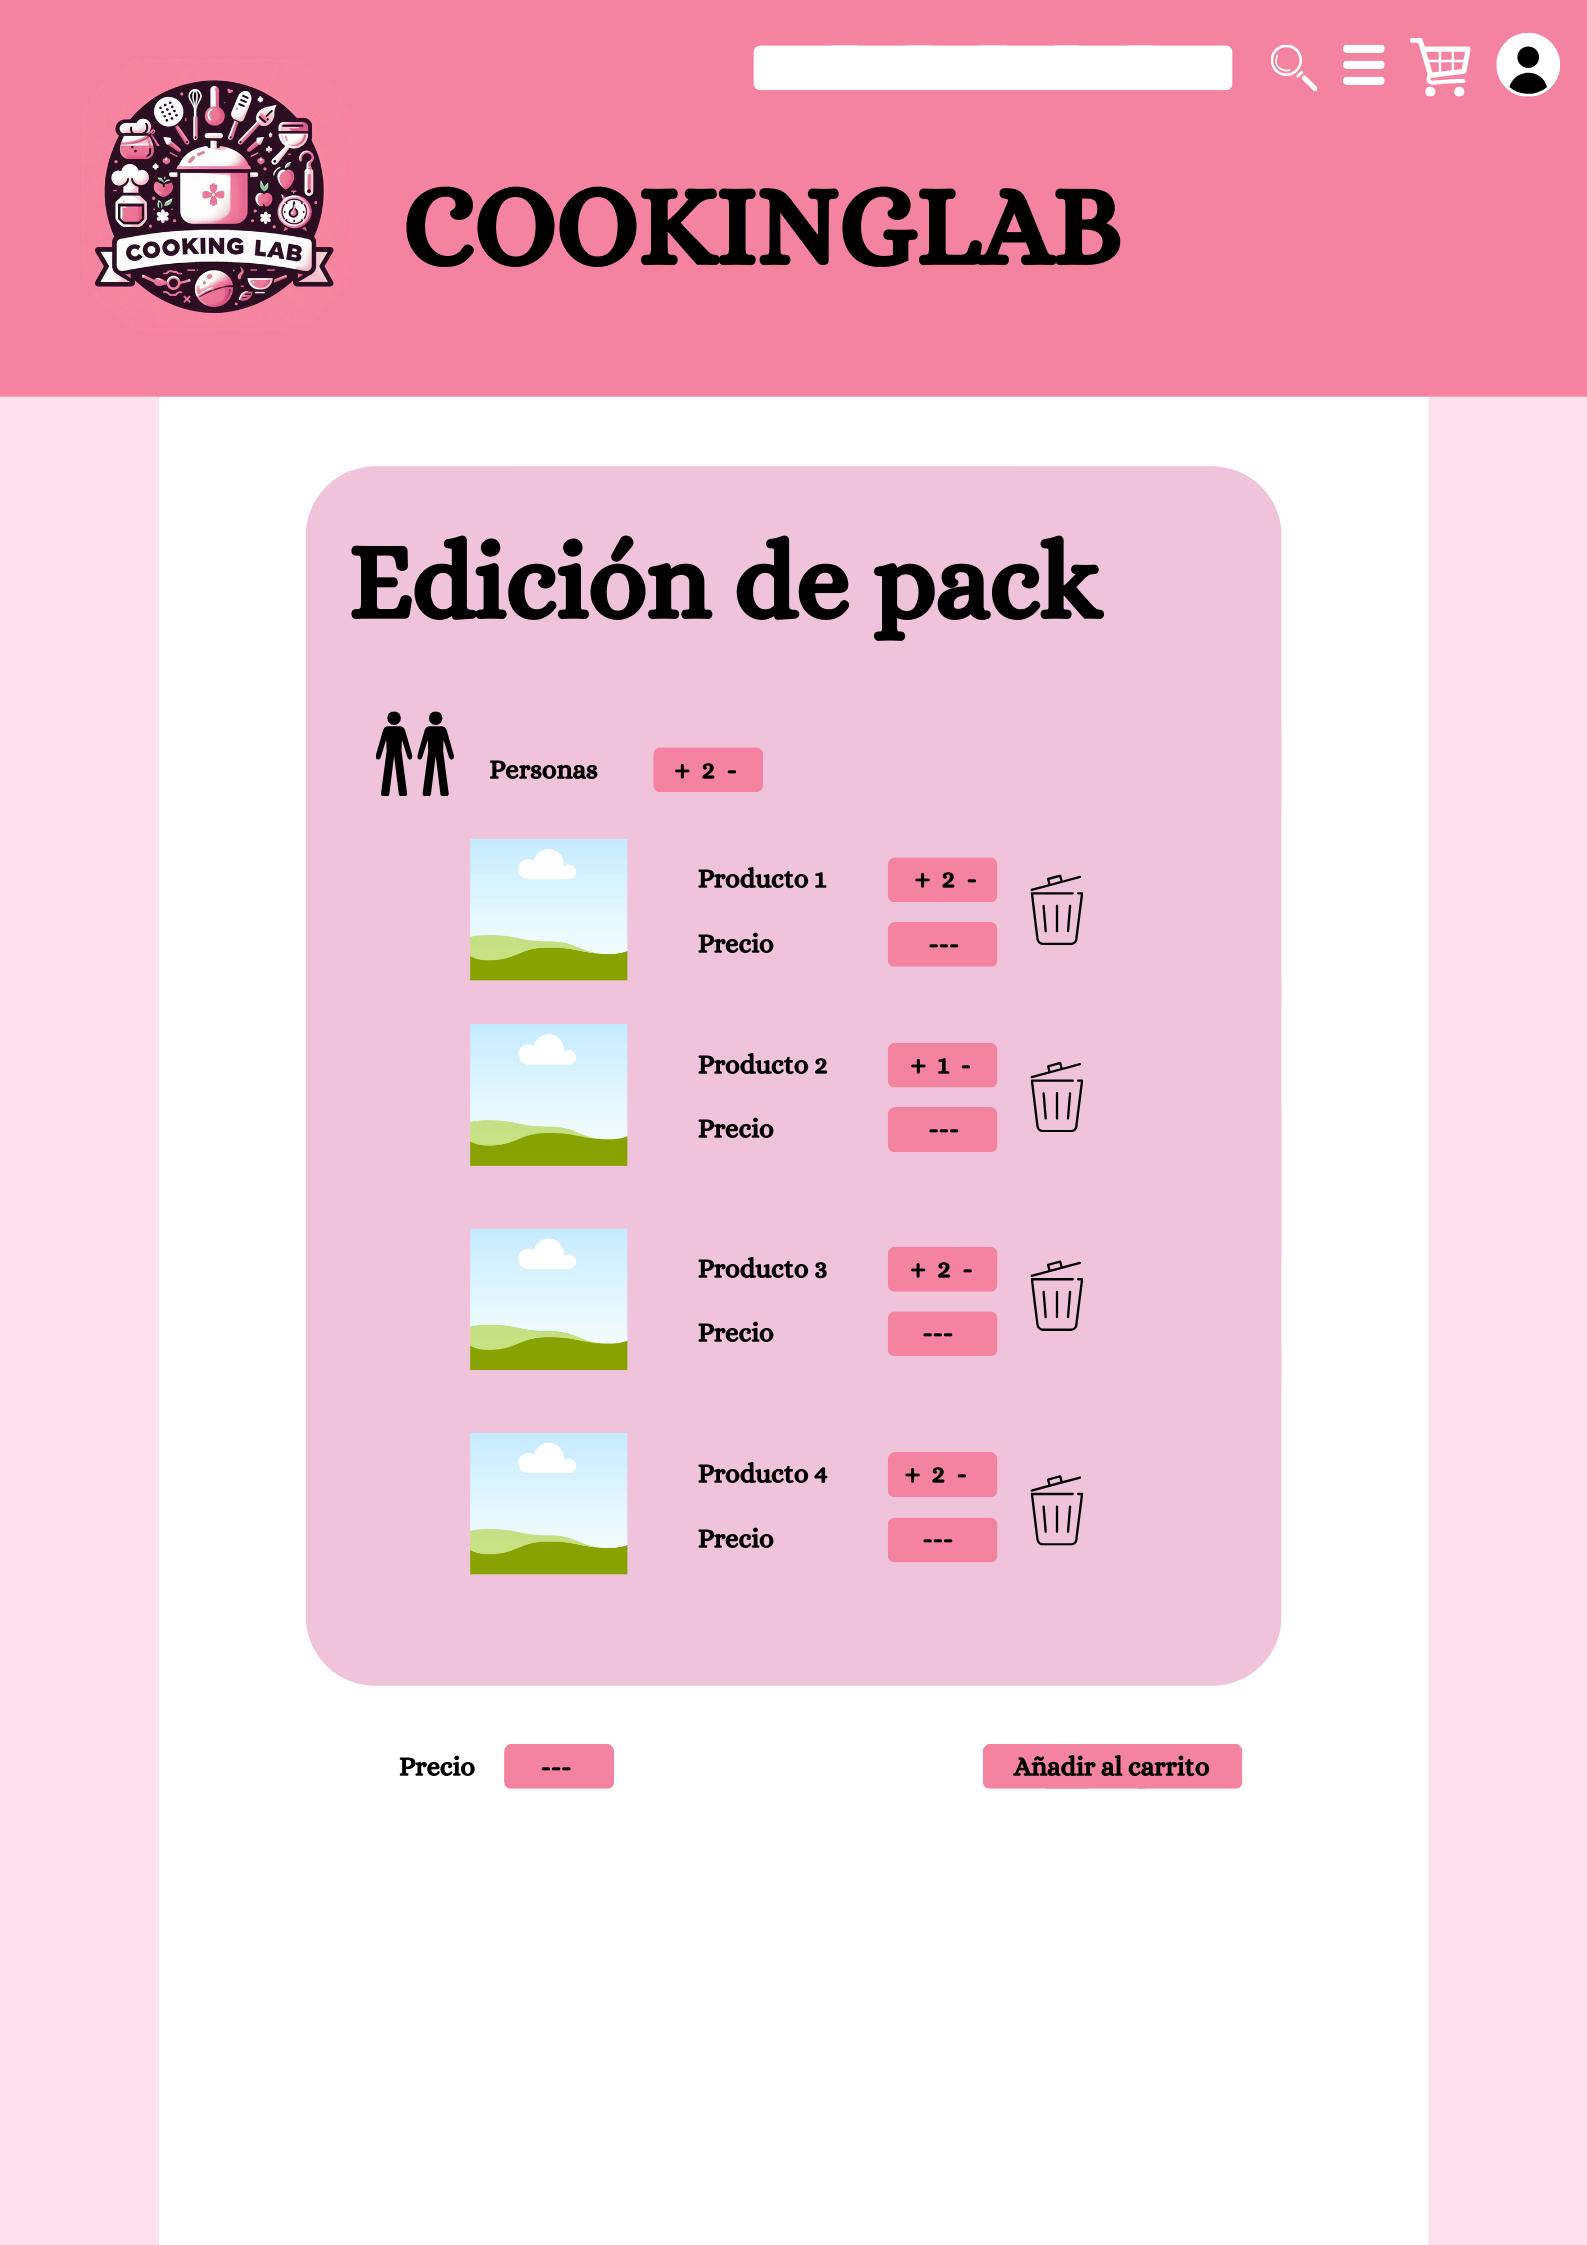 COOKING LAB
COOKINGLAB
Edición de pack
Personas + 2 -
Producto 1 + 2 -
Precio ---
Producto 2 + 1 -
Precio ---
Producto 3 + 2 -
Precio ---
Producto 4 + 2 -
Precio ---
Precio --- Añadir al carrito